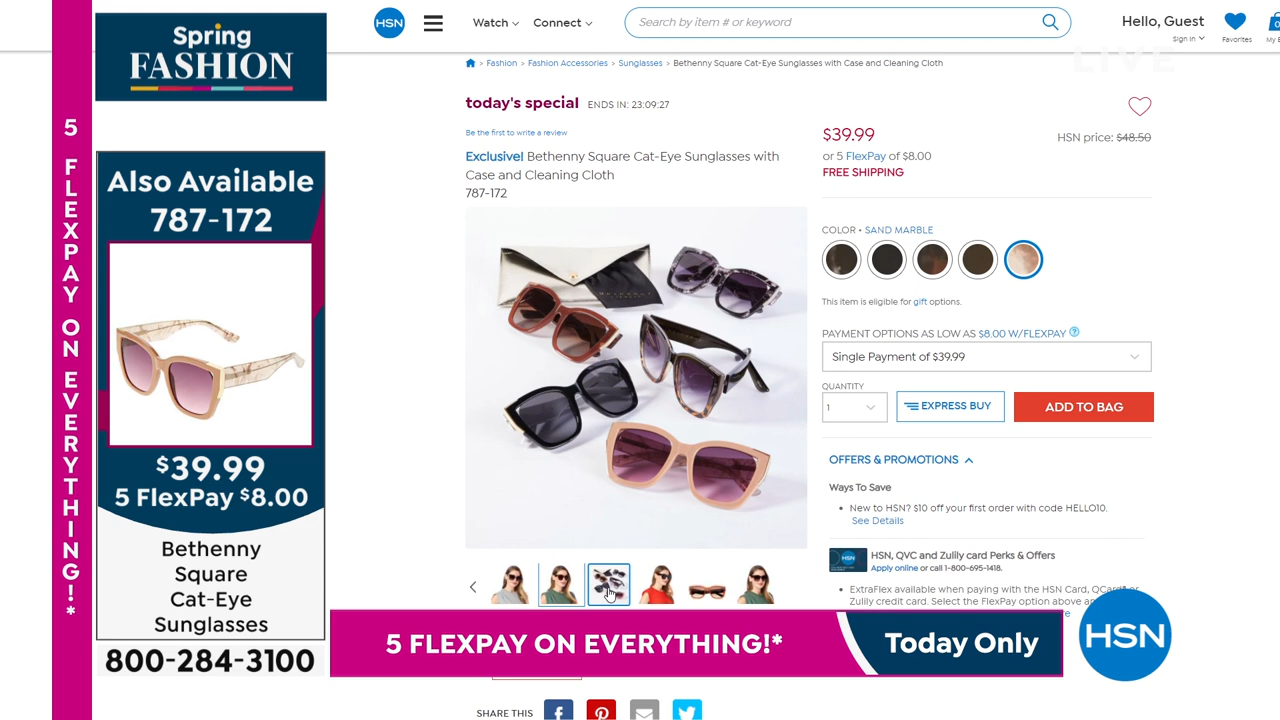 Spring
FASHION
5 FLEXPAY ON EVERYTHING!*
Also Available
787-172
$39.99
5 FlexPay $8.00
Bethenny
Square
Cat-Eye
Sunglasses
800-284-3100
HSN
Watch
Connect
Search by item # or keyword
Hello, Guest
Sign In
Favorites
0
LIVE
> Fashion > Fashion Accessories > Sunglasses > Bethenny Square Cat-Eye Sunglasses with Case and Cleaning Cloth
today's special ENDS IN: 23:09:27
Be the first to write a review
Exclusive! Bethenny Square Cat-Eye Sunglasses with
Case and Cleaning Cloth
787-172
$39.99
HSN price: $48.50
or 5 FlexPay of $8.00
FREE SHIPPING
COLOR • SAND MARBLE
This item is eligible for gift options.
PAYMENT OPTIONS AS LOW AS $8.00 W/FLEXPAY ?
Single Payment of $39.99
QUANTITY
1
EXPRESS BUY
ADD TO BAG
OFFERS & PROMOTIONS
Ways To Save
• New to HSN? $10 off your first order with code HELLO10.
See Details
HSN
HSN, QVC and Zulily card Perks & Offers
Apply online or call 1-800-695-1418.
• ExtraFlex available when paying with the HSN Card, QCard or
Zulily credit card. Select the FlexPay option above
5 FLEXPAY ON EVERYTHING!*
Today Only
HSN
SHARE THIS